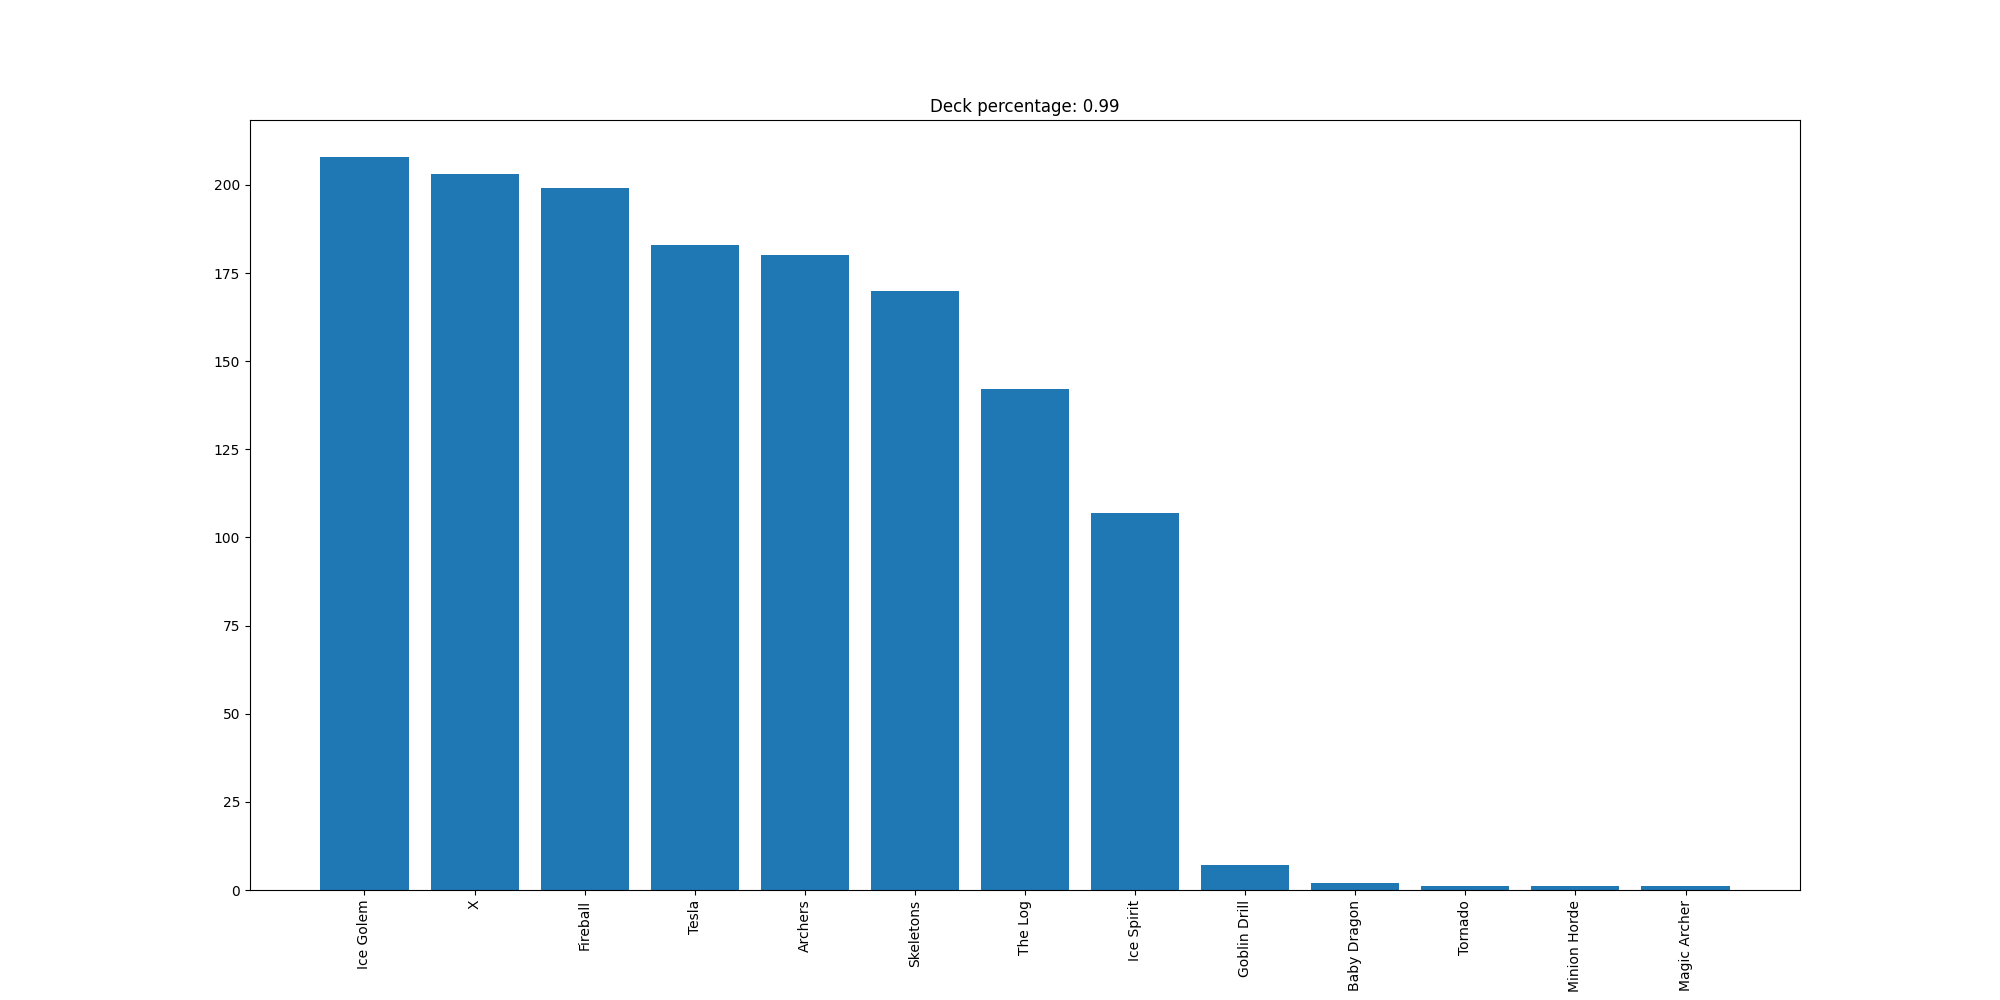 Deck percentage: 0.99
200
175
150
125
100
75
50
25
0
Ice Golem
X
Fireball
Tesla
Archers
Skeletons
The Log
Ice Spirit
Goblin Drill
Baby Dragon
Tornado
Minion Horde
Magic Archer